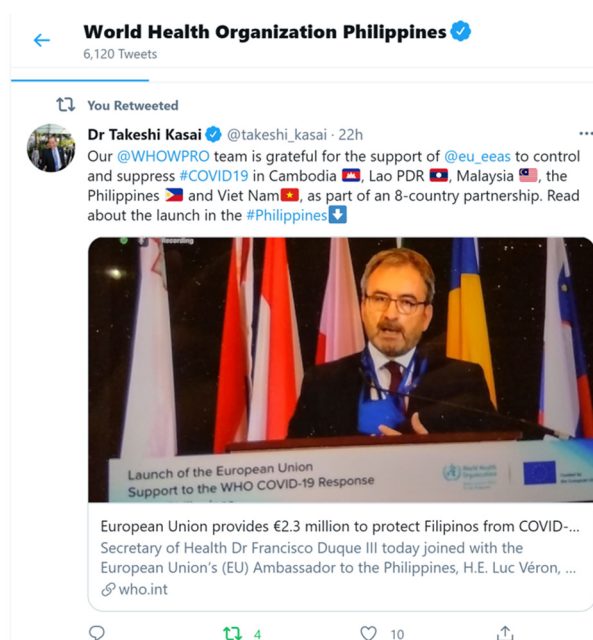 World Health Organization Philippines
6,120 Tweets
You Retweeted
Dr Takeshi Kasai @takeshi_kasai · 22h
Our @WHOWPRO team is grateful for the support of @eu_eeas to control
and suppress #COVID19 in Cambodia 🇰🇭, Lao PDR 🇱🇦, Malaysia 🇲🇾, the
Philippines 🇵🇭 and Viet Nam🇻🇳, as part of an 8-country partnership. Read
about the launch in the #Philippines⬇️
Recording
Launch of the European Union
Support to the WHO COVID-19 Response
World Health
Organization
European Union provides €2.3 million to protect Filipinos from COVID-...
Secretary of Health Dr Francisco Duque III today joined with the
European Union's (EU) Ambassador to the Philippines, H.E. Luc Véron, ...
who.int
4
10